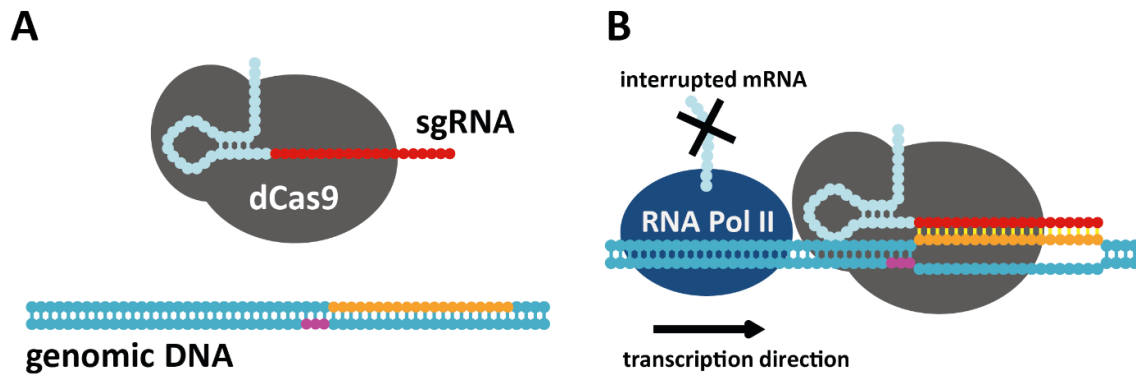 A
sgRNA
dCas9
genomic DNA
B
interrupted mRNA
RNA Pol II
transcription direction